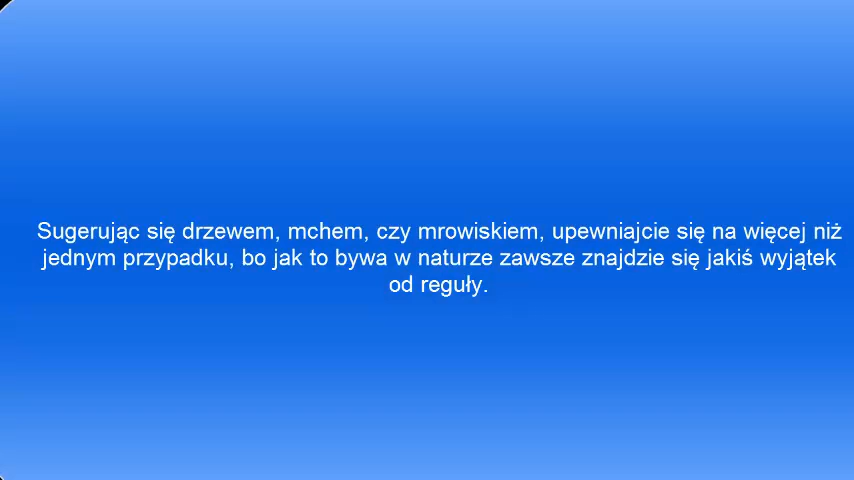 Sugerując się drzewem, mchem, czy mrowiskiem, upewniajcie się na więcej niż
jednym przypadku, bo jak to bywa w naturze zawsze znajdzie się jakiś wyjątek
od reguły.